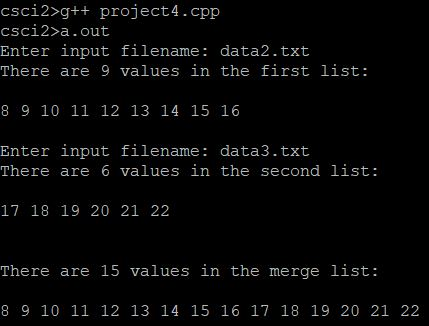 csci2>g++ project4.cpp
csci2>a.out
Enter input filename: data2.txt
There are 9 values in the first list:
8 9 10 11 12 13 14 15 16
Enter input filename: data3.txt
There are 6 values in the second list:
17 18 19 20 21 22
There are 15 values in the merge list:
8 9 10 11 12 13 14 15 16 17 18 19 20 21 22